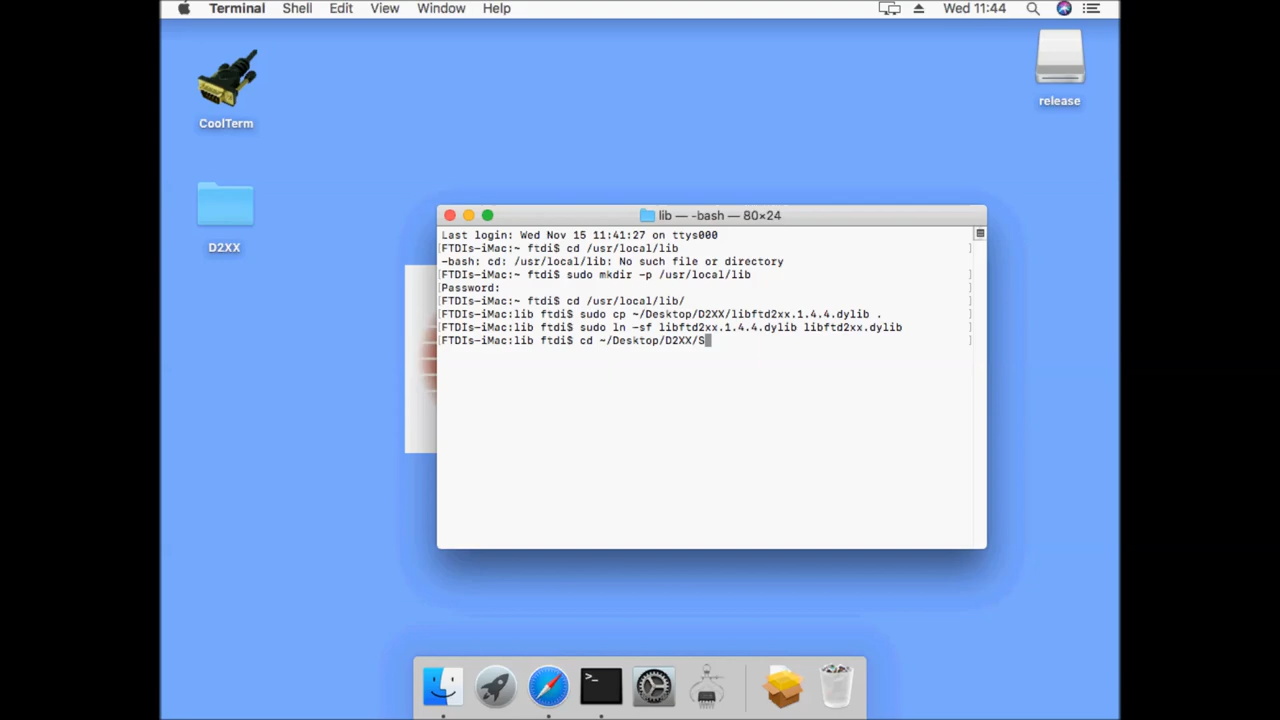 Terminal Shell Edit View Window Help Wed 11:44
CoolTerm
release
D2XX
lib — -bash — 80×24
Last login: Wed Nov 15 11:41:27 on ttys000
[FTDIs-iMac:~ ftdi$ cd /usr/local/lib ]
-bash: cd: /usr/local/lib: No such file or directory
[FTDIs-iMac:~ ftdi$ sudo mkdir -p /usr/local/lib ]
[Password: ]
[FTDIs-iMac:~ ftdi$ cd /usr/local/lib/ ]
[FTDIs-iMac:lib ftdi$ sudo cp ~/Desktop/D2XX/libftd2xx.1.4.4.dylib . ]
[FTDIs-iMac:lib ftdi$ sudo ln -sf libftd2xx.1.4.4.dylib libftd2xx.dylib ]
[FTDIs-iMac:lib ftdi$ cd ~/Desktop/D2XX/S ]
>_